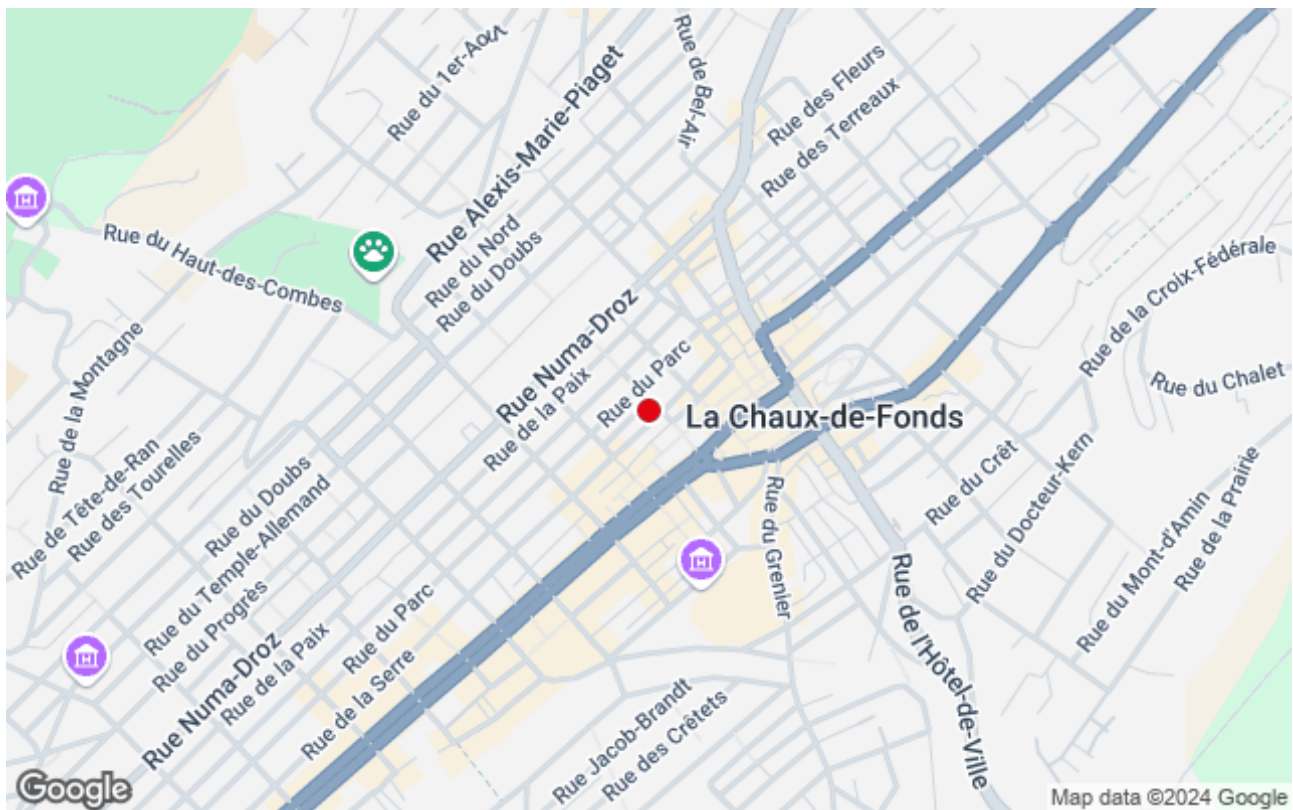 Rue du 1er-Août
Rue Alexis-Marie-Piaget
Rue de Bel-Air
Rue des Fleurs
Rue des Terreaux
Rue du Haut-des-Combes
Rue du Nord
Rue du Doubs
Rue de la Croix-Fédérale
Rue du Chalet
Rue de la Montagne
Rue Numa-Droz
Rue de la Paix
Rue du Parc
La Chaux-de-Fonds
Rue de Tête-de-Ran
Rue des Tourelles
Rue du Doubs
Rue du Temple-Allemand
Rue du Progrès
Rue Numa-Droz
Rue de la Paix
Rue du Parc
Rue de la Serre
Rue du Grenier
Rue du Crêt
Rue du Docteur-Kern
Rue du Mont-d'Amin
Rue de la Prairie
Rue de l'Hôtel-de-Ville
Rue Jacob-Brandt
Rue des Crêtets
Google
Map data ©2024 Google